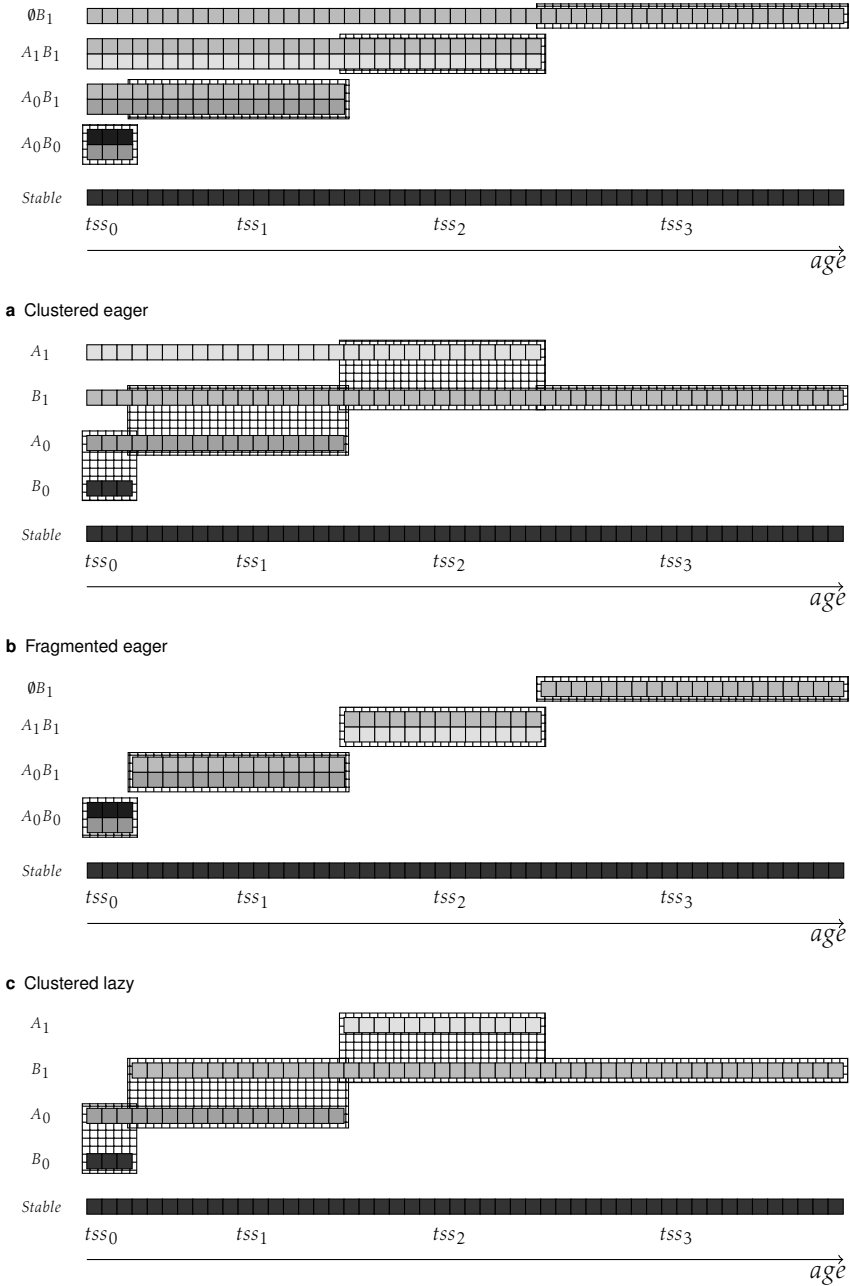 ∅B₁
A₁B₁
A₀B₁
A₀B₀
Stable
tss₀ tss₁ tss₂ tss₃
age
a Clustered eager
A₁
B₁
A₀
B₀
Stable
tss₀ tss₁ tss₂ tss₃
age
b Fragmented eager
∅B₁
A₁B₁
A₀B₁
A₀B₀
Stable
tss₀ tss₁ tss₂ tss₃
age
c Clustered lazy
A₁
B₁
A₀
B₀
Stable
tss₀ tss₁ tss₂ tss₃
age